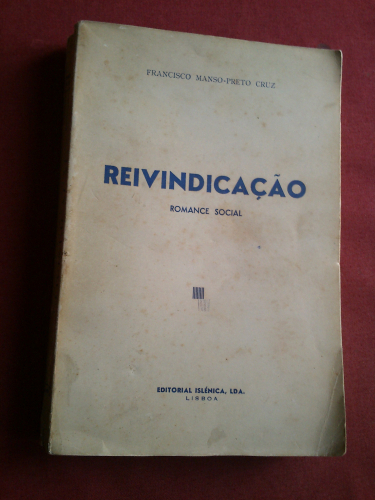 FRANCISCO MANSO-PRETO CRUZ
REIVINDICAÇÃO
ROMANCE SOCIAL
EDITORIAL ISLÉNICA, LDA.
LISBOA